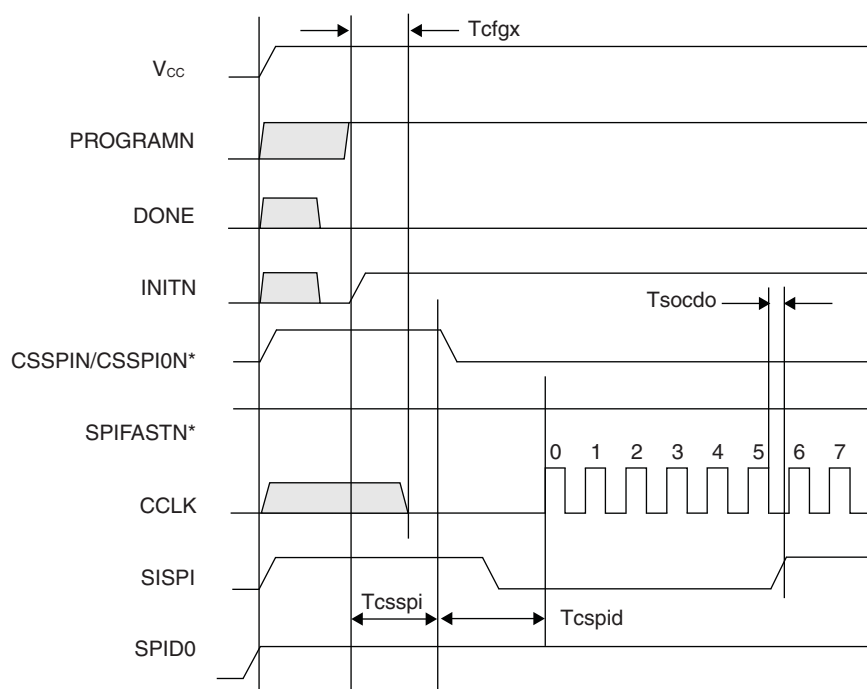 Tcfgx
VCC
PROGRAMN
DONE
INITN
Tsocdo
CSSPIN/CSSPI0N*
SPIFASTN*
0 1 2 3 4 5 6 7
CCLK
SISPI
Tcsspi
Tcspid
SPID0